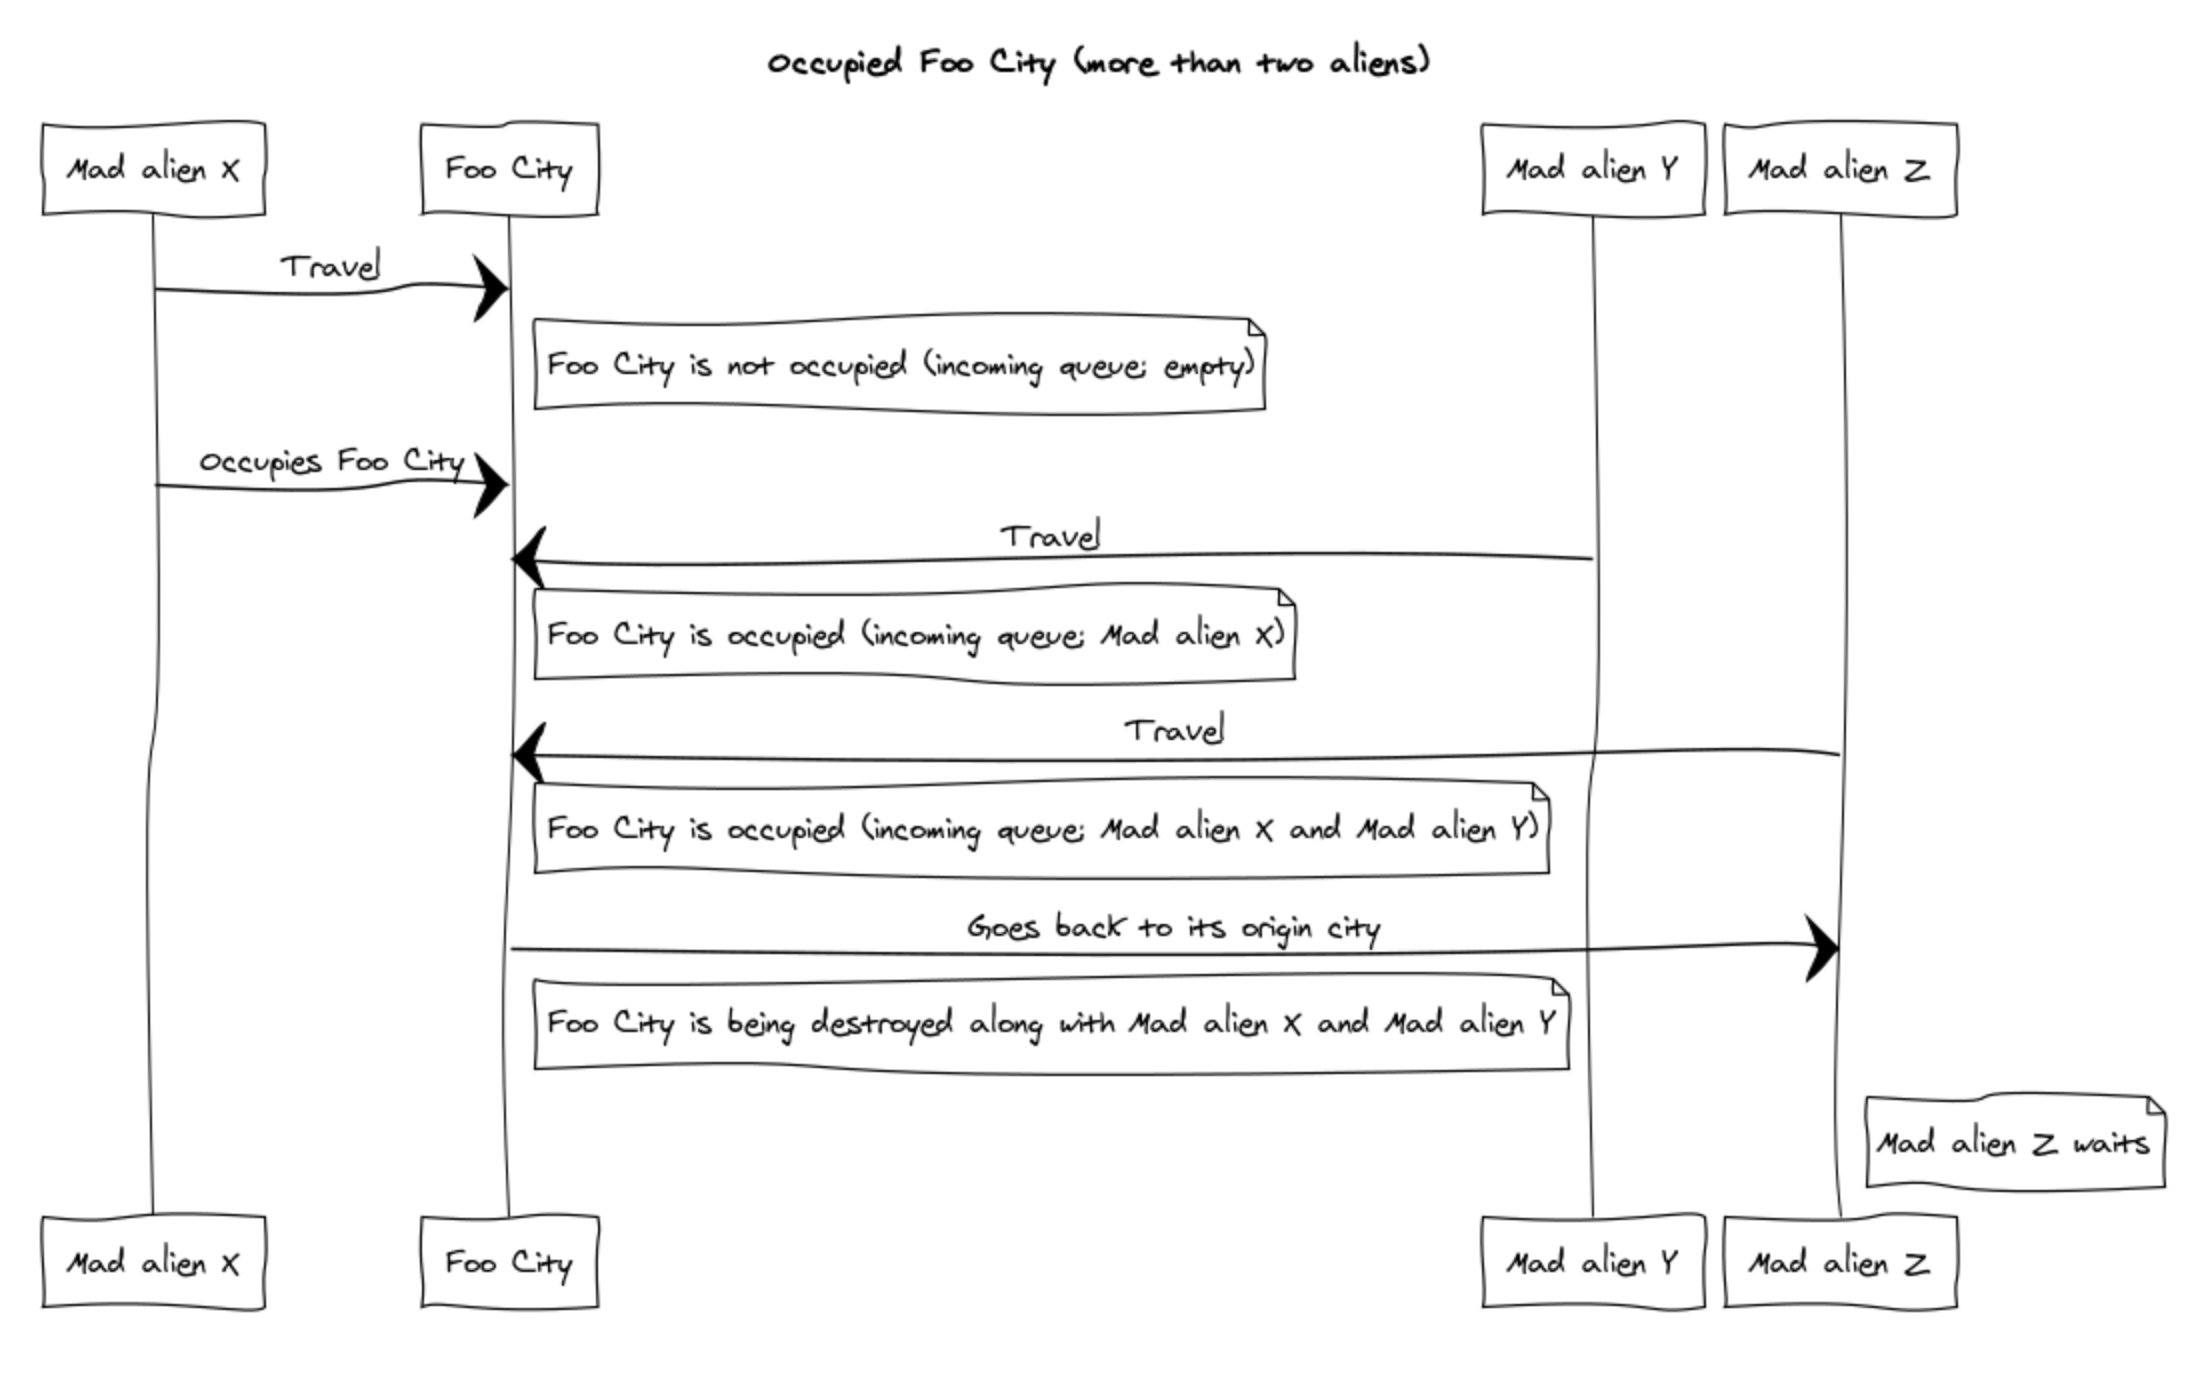 Occupied Foo City (more than two aliens)
Mad alien X
Foo City
Mad alien Y
Mad alien Z
Travel
Foo City is not occupied (incoming queue: empty)
Occupies Foo City
Travel
Foo City is occupied (incoming queue: Mad alien X)
Travel
Foo City is occupied (incoming queue: Mad alien X and Mad alien Y)
Goes back to its origin city
Foo City is being destroyed along with Mad alien X and Mad alien Y
Mad alien Z waits
Mad alien X
Foo City
Mad alien Y
Mad alien Z